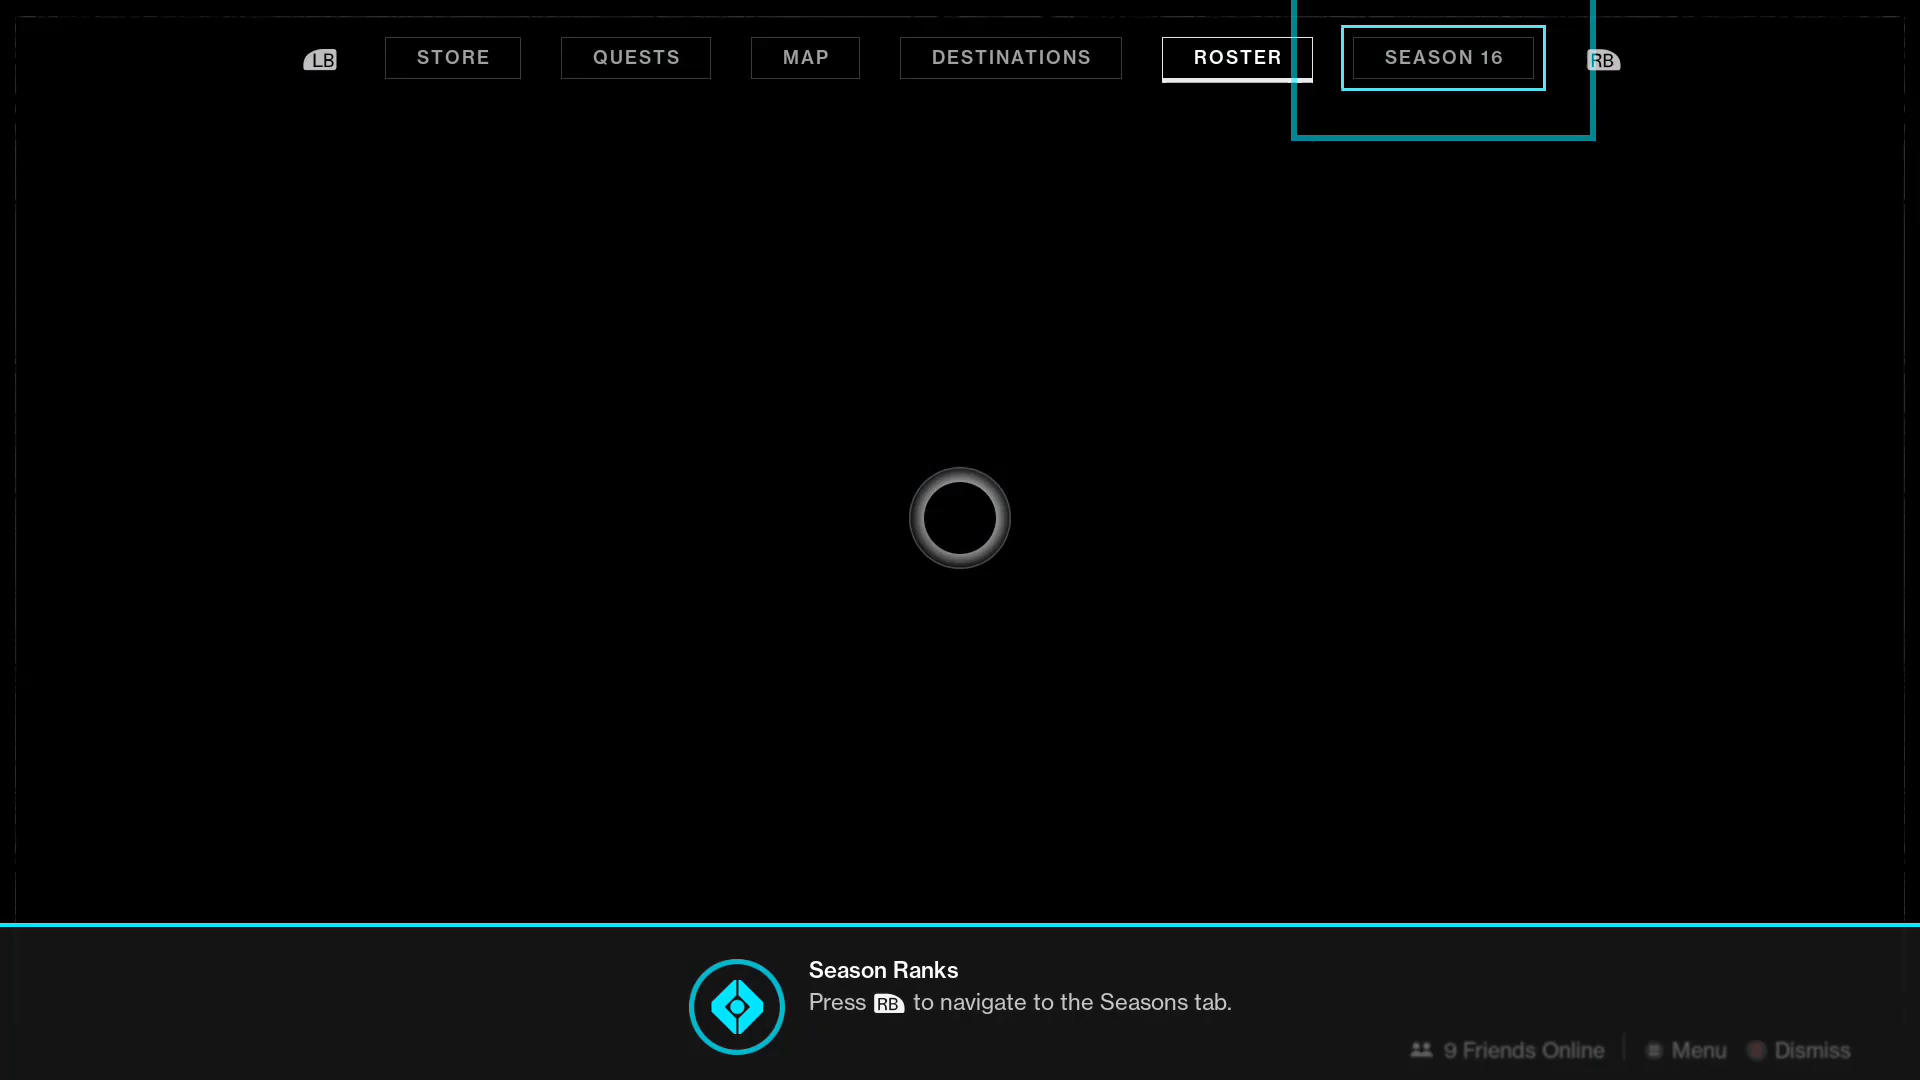 LB STORE QUESTS MAP DESTINATIONS ROSTER SEASON 16 RB
Season Ranks
Press RB to navigate to the Seasons tab.
9 Friends Online Menu Dismiss